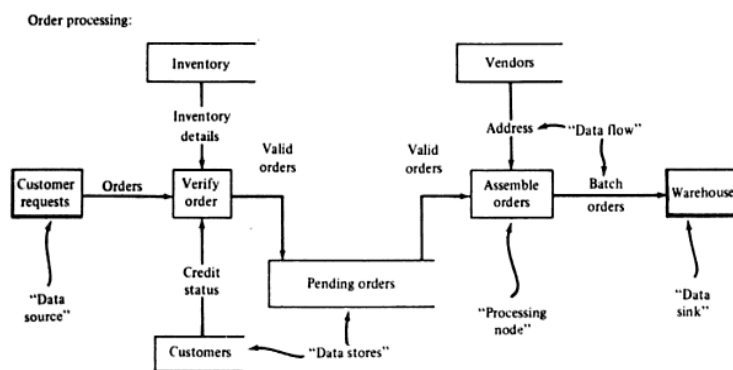 Order processing:
Inventory
Vendors
Inventory
details
Address
“Data flow”
Valid
orders
Valid
orders
Customer
requests
Orders
Verify
order
Assemble
orders
Batch
orders
Warehouse
Credit
status
Pending orders
“Data
source”
“Processing
node”
“Data
sink”
Customers
“Data stores”